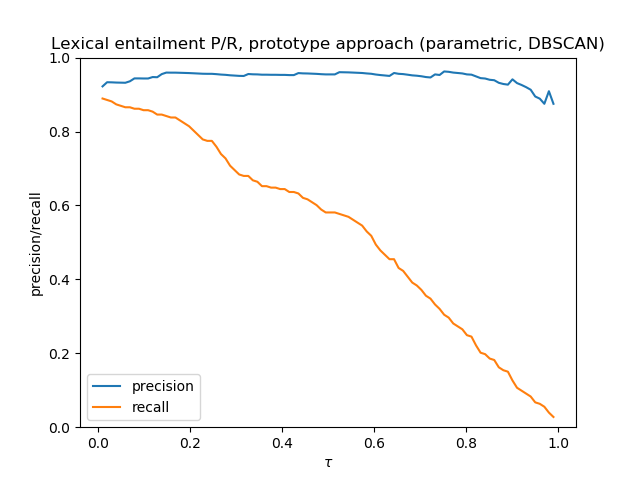 Lexical entailment P/R, prototype approach (parametric, DBSCAN)
1.0
0.8
0.6
0.4
0.2
0.0
precision/recall
precision
recall
0.0 0.2 0.4 0.6 0.8 1.0
τ